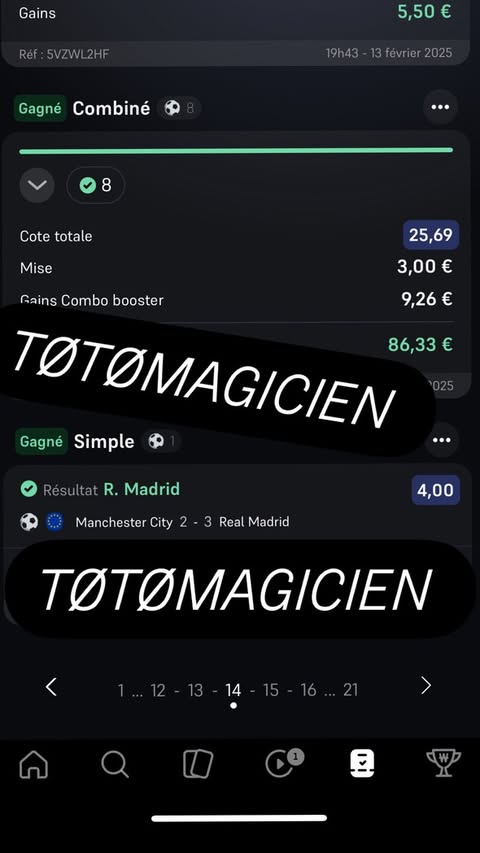 Gains 5,50 €
Réf : 5VZWL2HF 19h43 - 13 février 2025
Gagné Combiné 8
8
Cote totale 25,69
Mise 3,00 €
Gains Combo booster 9,26 €
86,33 €
TØTØMAGICIEN
2025
Gagné Simple 1
Résultat R. Madrid 4,00
Manchester City 2 - 3 Real Madrid
TØTØMAGICIEN
1 ... 12 - 13 - 14 - 15 - 16 ... 21
1
W